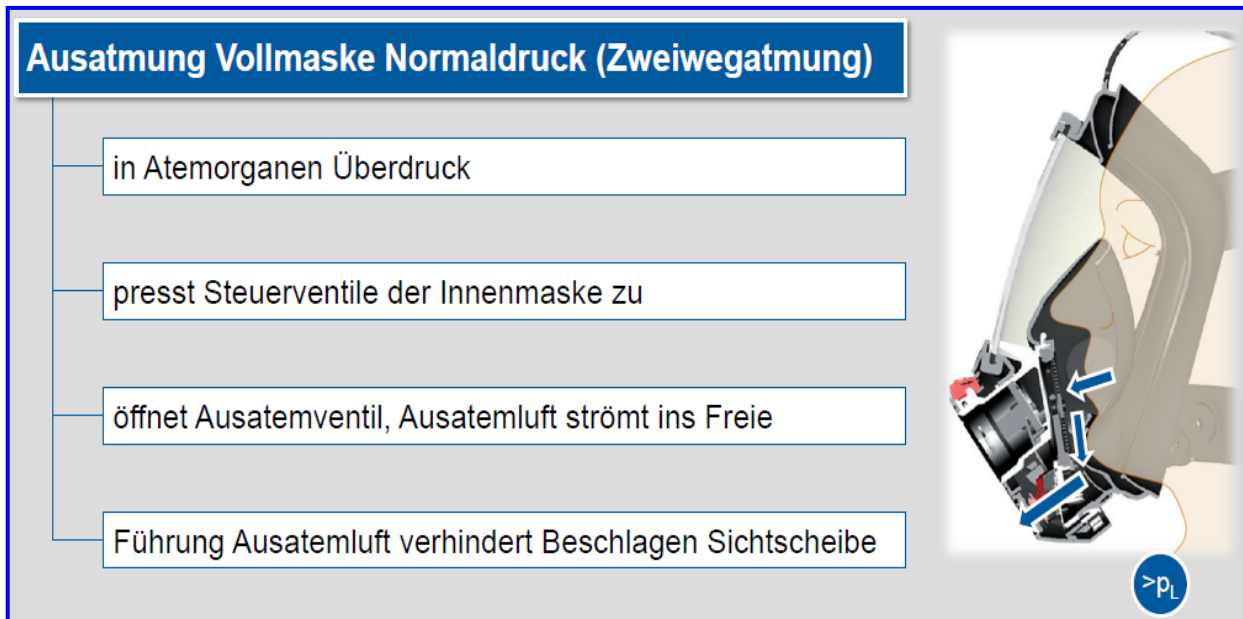 Ausatmung Vollmaske Normaldruck (Zweiwegatmung)
in Atemorganen Überdruck
presst Steuerventile der Innenmaske zu
öffnet Ausatemventil, Ausatemluft strömt ins Freie
Führung Ausatemluft verhindert Beschlagen Sichtscheibe
>pL